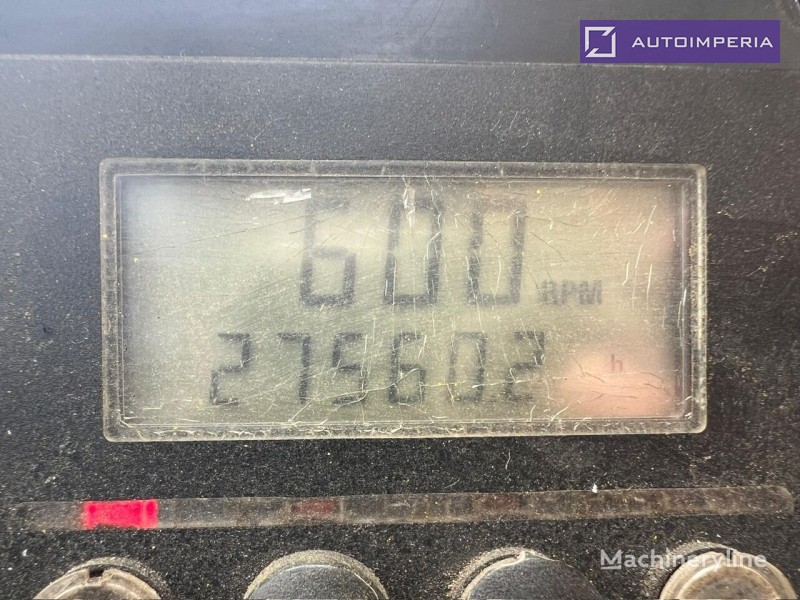 AUTOIMPERIA
600 RPM
27560.2 h
Machineryline